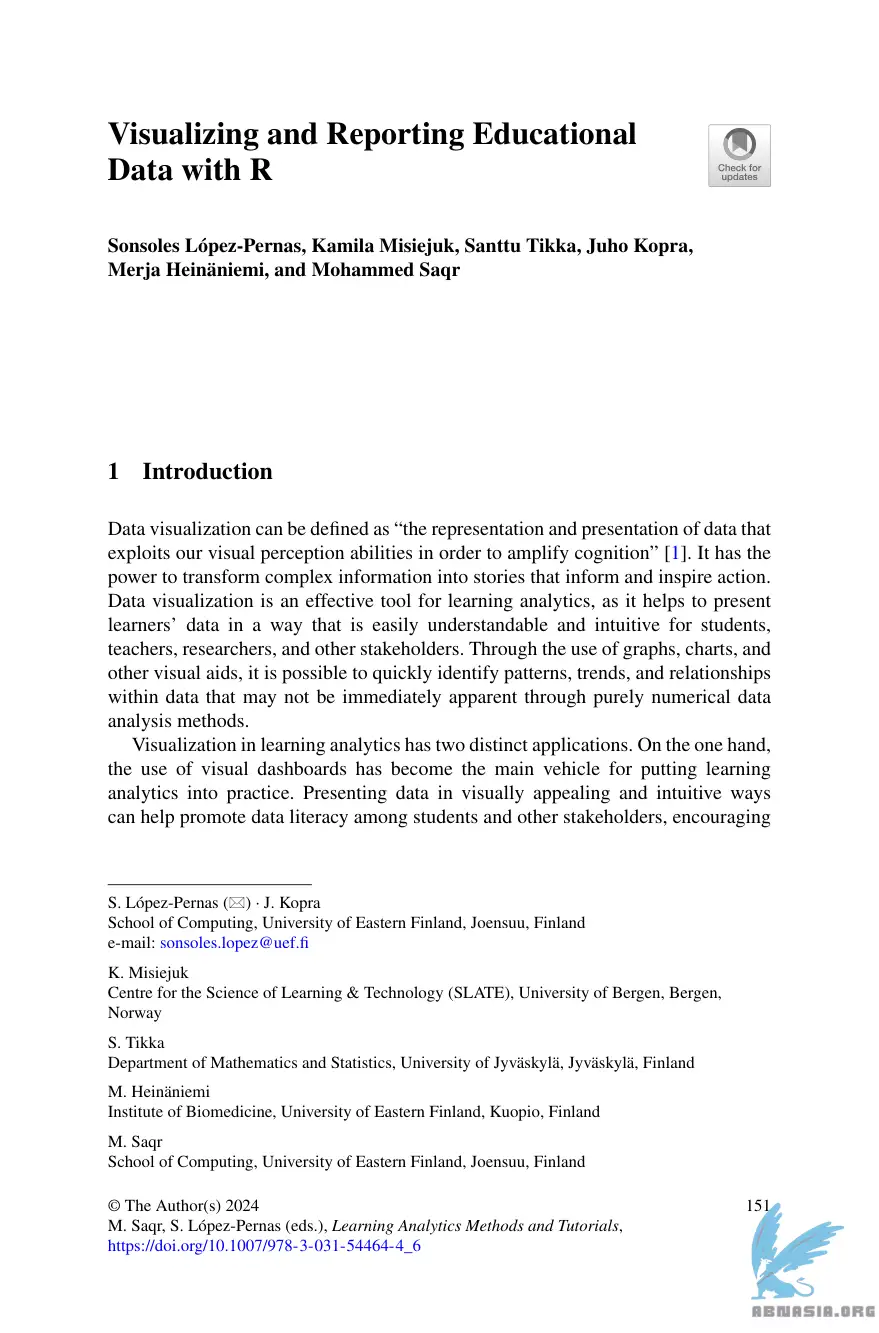 Visualizing and Reporting Educational
Data with R
Check for
updates
Sonsoles López-Pernas, Kamila Misiejuk, Santtu Tikka, Juho Kopra,
Merja Heinäniemi, and Mohammed Saqr
1 Introduction
Data visualization can be defined as “the representation and presentation of data that
exploits our visual perception abilities in order to amplify cognition” [1]. It has the
power to transform complex information into stories that inform and inspire action.
Data visualization is an effective tool for learning analytics, as it helps to present
learners’ data in a way that is easily understandable and intuitive for students,
teachers, researchers, and other stakeholders. Through the use of graphs, charts, and
other visual aids, it is possible to quickly identify patterns, trends, and relationships
within data that may not be immediately apparent through purely numerical data
analysis methods.
Visualization in learning analytics has two distinct applications. On the one hand,
the use of visual dashboards has become the main vehicle for putting learning
analytics into practice. Presenting data in visually appealing and intuitive ways
can help promote data literacy among students and other stakeholders, encouraging
S. López-Pernas (✉) · J. Kopra
School of Computing, University of Eastern Finland, Joensuu, Finland
e-mail: sonsoles.lopez@uef.fi
K. Misiejuk
Centre for the Science of Learning & Technology (SLATE), University of Bergen, Bergen,
Norway
S. Tikka
Department of Mathematics and Statistics, University of Jyväskylä, Jyväskylä, Finland
M. Heinäniemi
Institute of Biomedicine, University of Eastern Finland, Kuopio, Finland
M. Saqr
School of Computing, University of Eastern Finland, Joensuu, Finland
© The Author(s) 2024 151
M. Saqr, S. López-Pernas (eds.), Learning Analytics Methods and Tutorials,
https://doi.org/10.1007/978-3-031-54464-4_6
ABNASIA.ORG